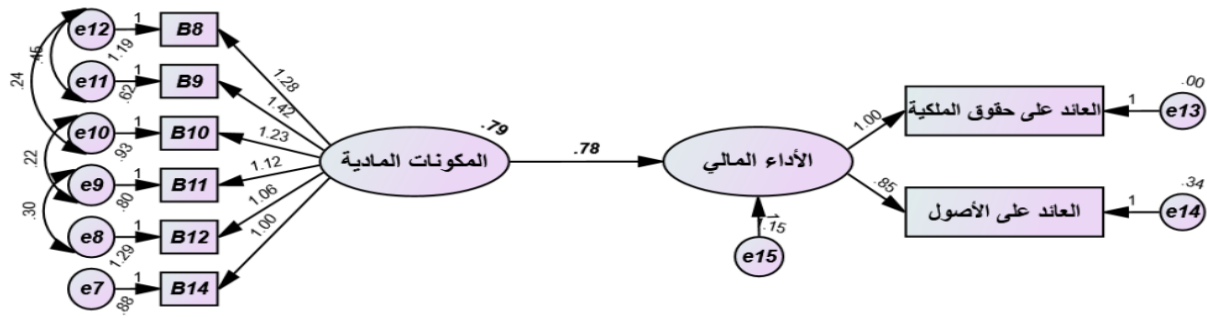 e12 1 B8
1.19
.45
.24
e11 1 B9
.62
e10 1 B10
.93
.22
e9 1 B11
.80
.30
e8 1 B12
1.29
e7 1 B14
.88
1.28
1.42
1.23
1.12
1.06
1.00
المكونات المادية
.79
.78
الأداء المالي
1
1.15
e15
1.00
.85
العائد على حقوق الملكية
1
e13
.00
العائد على الأصول
1
e14
.34